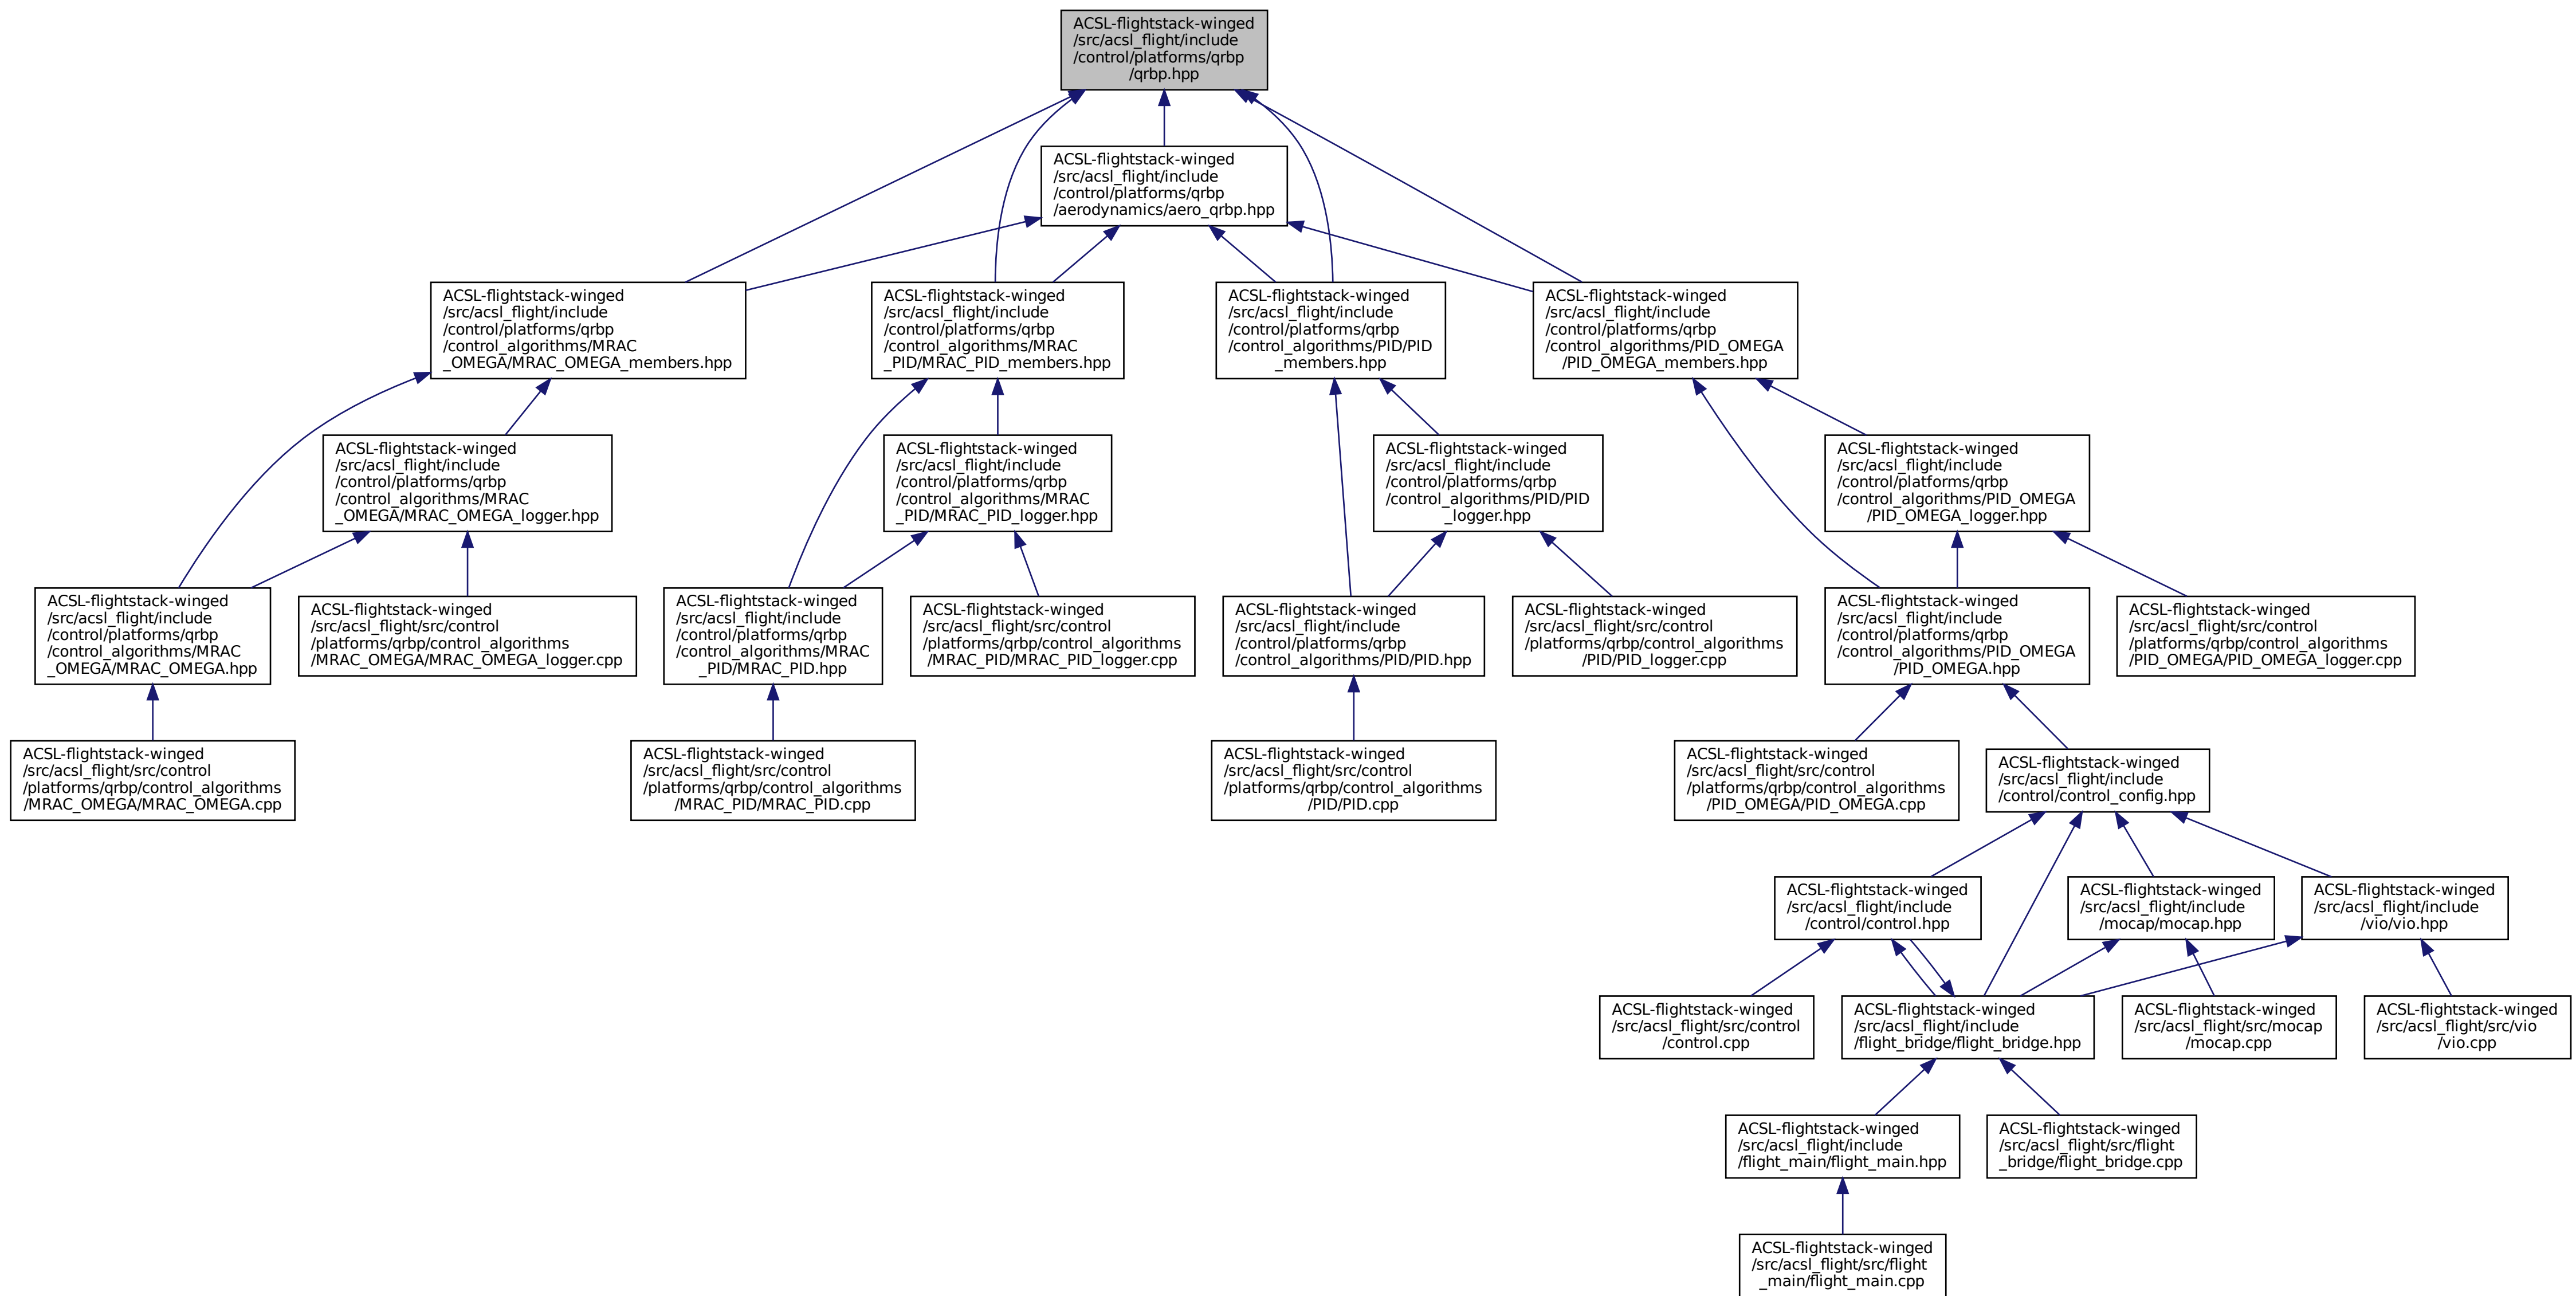 ACSL-flightstack-winged
/src/acsl_flight/include
/control/platforms/qrbp
/qrbp.hpp
ACSL-flightstack-winged
/src/acsl_flight/include
/control/platforms/qrbp
/aerodynamics/aero_qrbp.hpp
ACSL-flightstack-winged
/src/acsl_flight/include
/control/platforms/qrbp
/control_algorithms/MRAC
_OMEGA/MRAC_OMEGA_members.hpp
ACSL-flightstack-winged
/src/acsl_flight/include
/control/platforms/qrbp
/control_algorithms/MRAC
_PID/MRAC_PID_members.hpp
ACSL-flightstack-winged
/src/acsl_flight/include
/control/platforms/qrbp
/control_algorithms/PID/PID
_members.hpp
ACSL-flightstack-winged
/src/acsl_flight/include
/control/platforms/qrbp
/control_algorithms/PID_OMEGA
/PID_OMEGA_members.hpp
ACSL-flightstack-winged
/src/acsl_flight/include
/control/platforms/qrbp
/control_algorithms/MRAC
_OMEGA/MRAC_OMEGA_logger.hpp
ACSL-flightstack-winged
/src/acsl_flight/include
/control/platforms/qrbp
/control_algorithms/MRAC
_PID/MRAC_PID_logger.hpp
ACSL-flightstack-winged
/src/acsl_flight/include
/control/platforms/qrbp
/control_algorithms/PID/PID
_logger.hpp
ACSL-flightstack-winged
/src/acsl_flight/include
/control/platforms/qrbp
/control_algorithms/PID_OMEGA
/PID_OMEGA_logger.hpp
ACSL-flightstack-winged
/src/acsl_flight/include
/control/platforms/qrbp
/control_algorithms/MRAC
_OMEGA/MRAC_OMEGA.hpp
ACSL-flightstack-winged
/src/acsl_flight/src/control
/platforms/qrbp/control_algorithms
/MRAC_OMEGA/MRAC_OMEGA_logger.cpp
ACSL-flightstack-winged
/src/acsl_flight/include
/control/platforms/qrbp
/control_algorithms/MRAC
_PID/MRAC_PID.hpp
ACSL-flightstack-winged
/src/acsl_flight/src/control
/platforms/qrbp/control_algorithms
/MRAC_PID/MRAC_PID_logger.cpp
ACSL-flightstack-winged
/src/acsl_flight/include
/control/platforms/qrbp
/control_algorithms/PID/PID.hpp
ACSL-flightstack-winged
/src/acsl_flight/src/control
/platforms/qrbp/control_algorithms
/PID/PID_logger.cpp
ACSL-flightstack-winged
/src/acsl_flight/include
/control/platforms/qrbp
/control_algorithms/PID_OMEGA
/PID_OMEGA.hpp
ACSL-flightstack-winged
/src/acsl_flight/src/control
/platforms/qrbp/control_algorithms
/PID_OMEGA/PID_OMEGA_logger.cpp
ACSL-flightstack-winged
/src/acsl_flight/src/control
/platforms/qrbp/control_algorithms
/MRAC_OMEGA/MRAC_OMEGA.cpp
ACSL-flightstack-winged
/src/acsl_flight/src/control
/platforms/qrbp/control_algorithms
/MRAC_PID/MRAC_PID.cpp
ACSL-flightstack-winged
/src/acsl_flight/src/control
/platforms/qrbp/control_algorithms
/PID/PID.cpp
ACSL-flightstack-winged
/src/acsl_flight/src/control
/platforms/qrbp/control_algorithms
/PID_OMEGA/PID_OMEGA.cpp
ACSL-flightstack-winged
/src/acsl_flight/include
/control/control_config.hpp
ACSL-flightstack-winged
/src/acsl_flight/include
/control/control.hpp
ACSL-flightstack-winged
/src/acsl_flight/include
/mocap/mocap.hpp
ACSL-flightstack-winged
/src/acsl_flight/include
/vio/vio.hpp
ACSL-flightstack-winged
/src/acsl_flight/src/control
/control.cpp
ACSL-flightstack-winged
/src/acsl_flight/include
/flight_bridge/flight_bridge.hpp
ACSL-flightstack-winged
/src/acsl_flight/src/mocap
/mocap.cpp
ACSL-flightstack-winged
/src/acsl_flight/src/vio
/vio.cpp
ACSL-flightstack-winged
/src/acsl_flight/include
/flight_main/flight_main.hpp
ACSL-flightstack-winged
/src/acsl_flight/src/flight
_bridge/flight_bridge.cpp
ACSL-flightstack-winged
/src/acsl_flight/src/flight
_main/flight_main.cpp